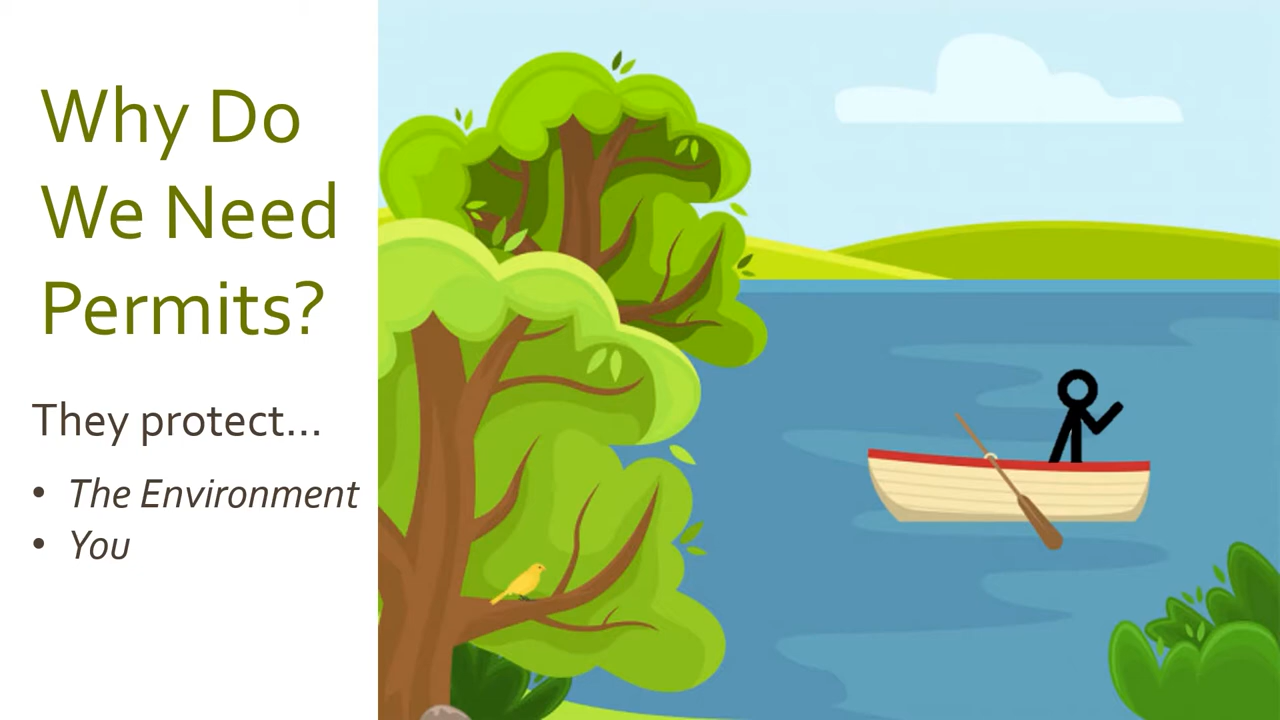 Why Do
We Need
Permits?
They protect...
• The Environment
• You